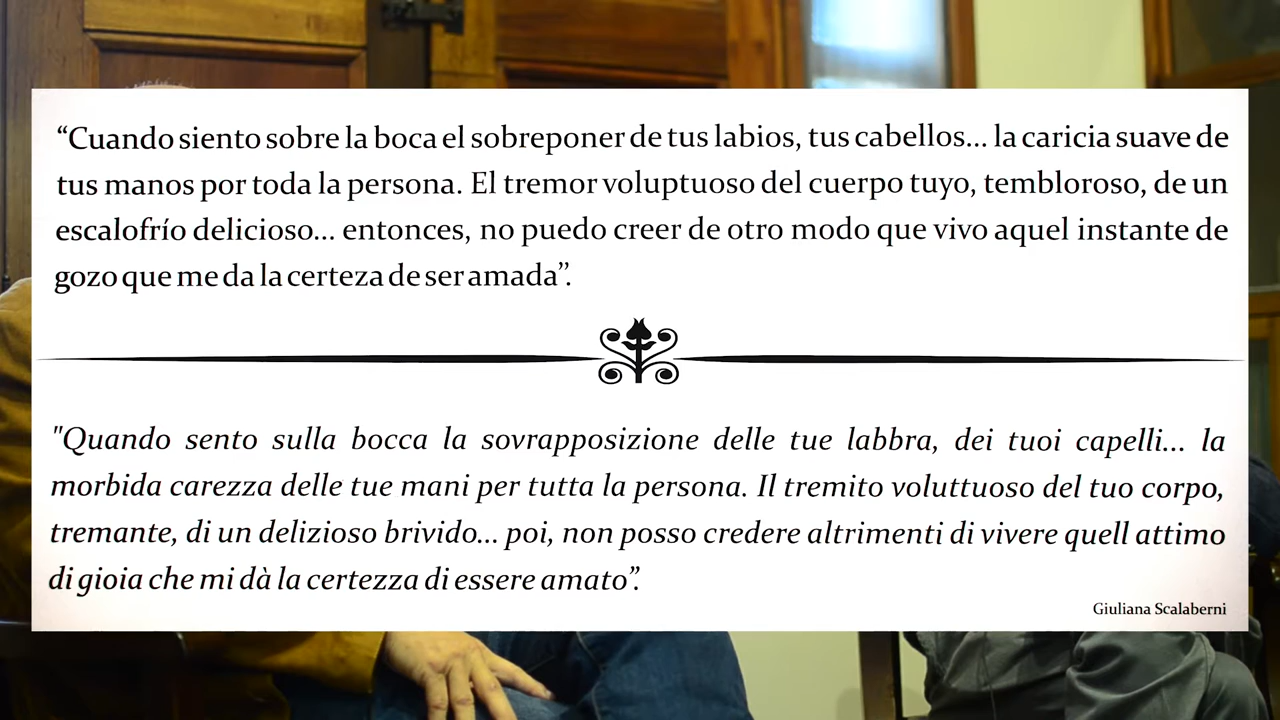 “Cuando siento sobre la boca el sobreponer de tus labios, tus cabellos... la caricia suave de
tus manos por toda la persona. El tremor voluptuoso del cuerpo tuyo, tembloroso, de un
escalofrío delicioso... entonces, no puedo creer de otro modo que vivo aquel instante de
gozo que me da la certeza de ser amada”.
"Quando sento sulla bocca la sovrapposizione delle tue labbra, dei tuoi capelli... la
morbida carezza delle tue mani per tutta la persona. Il tremito voluttuoso del tuo corpo,
tremante, di un delizioso brivido... poi, non posso credere altrimenti di vivere quell attimo
di gioia che mi dà la certezza di essere amato”.
Giuliana Scalaberni